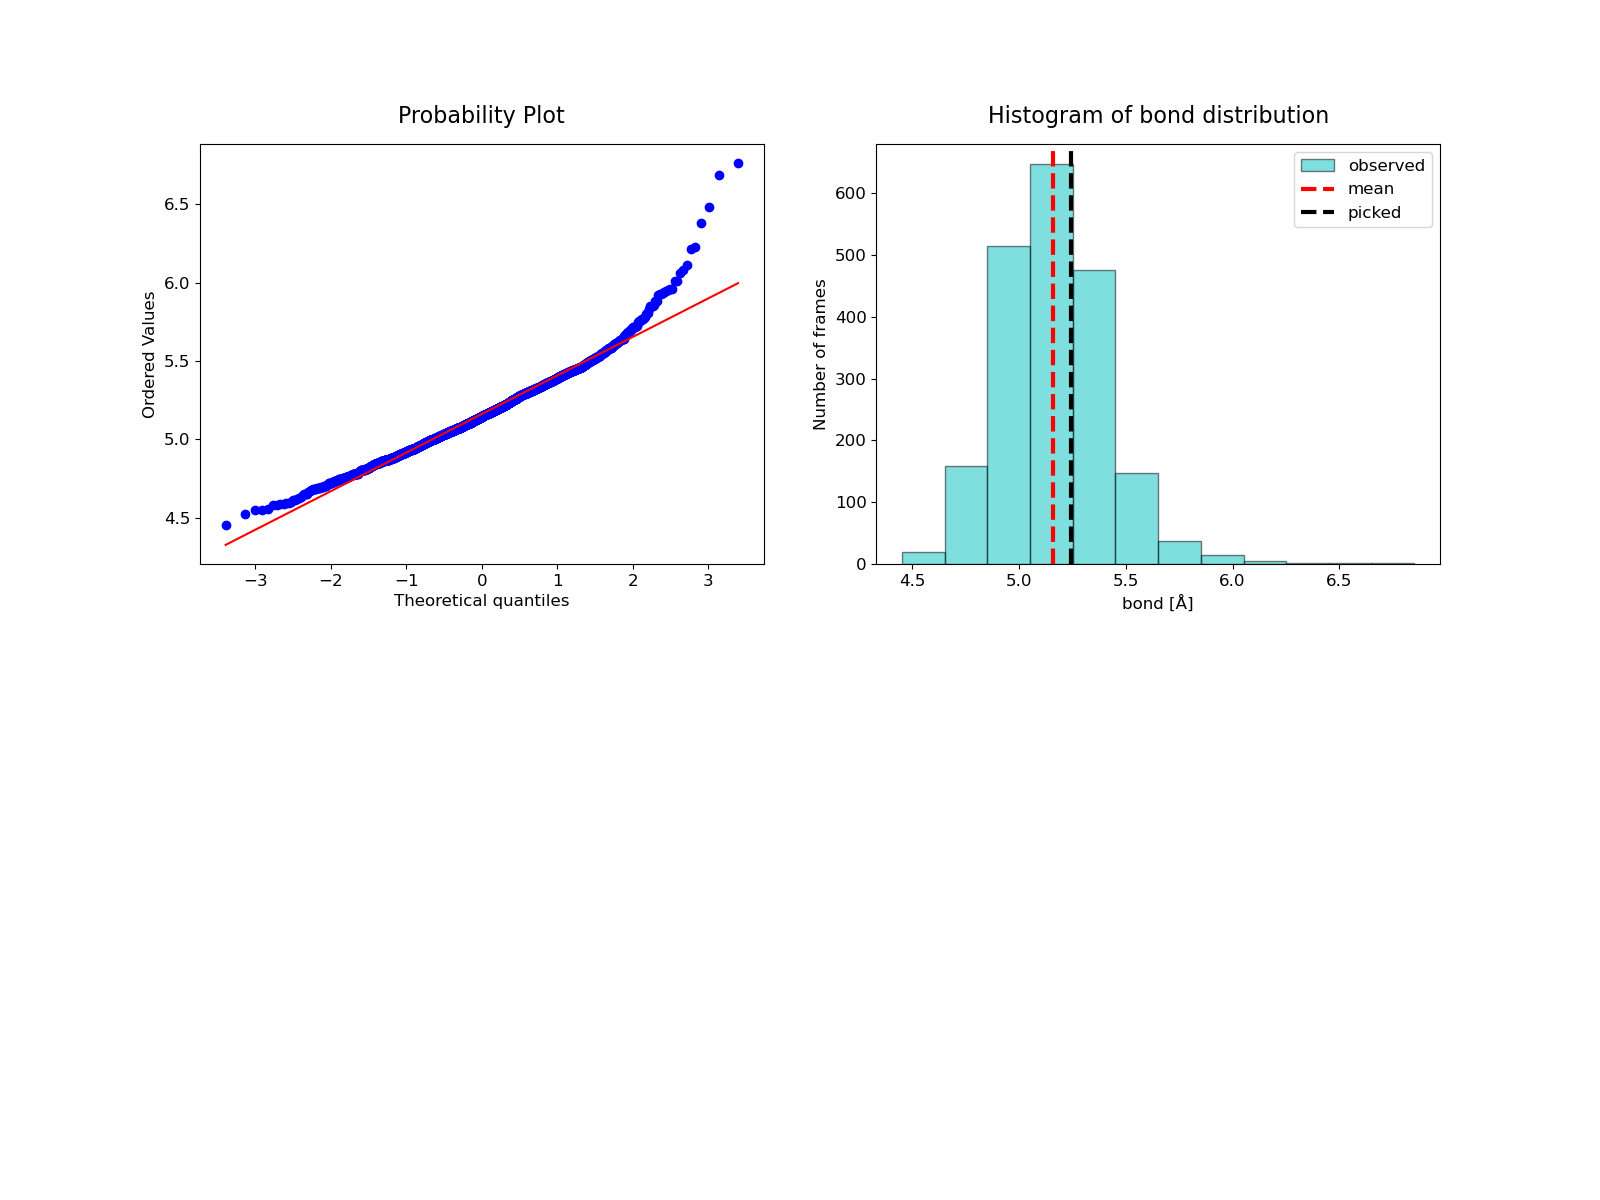 Probability Plot
Ordered Values
6.5
6.0
5.5
5.0
4.5
−3 −2 −1 0 1 2 3
Theoretical quantiles
Histogram of bond distribution
Number of frames
600
500
400
300
200
100
0
4.5 5.0 5.5 6.0 6.5
bond [Å]
observed
mean
picked